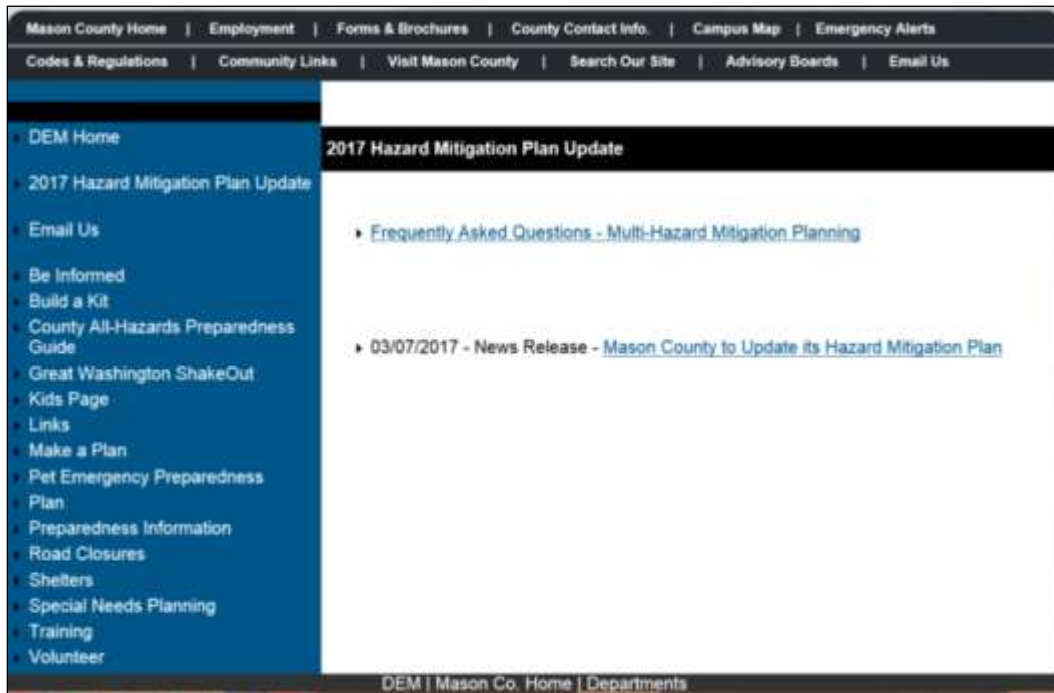 Mason County Home | Employment | Forms & Brochures | County Contact Info. | Campus Map | Emergency Alerts
Codes & Regulations | Community Links | Visit Mason County | Search Our Site | Advisory Boards | Email Us
DEM Home
2017 Hazard Mitigation Plan Update
Email Us
Be Informed
Build a Kit
County All-Hazards Preparedness
Guide
Great Washington ShakeOut
Kids Page
Links
Make a Plan
Pet Emergency Preparedness
Plan
Preparedness Information
Road Closures
Shelters
Special Needs Planning
Training
Volunteer
2017 Hazard Mitigation Plan Update
Frequently Asked Questions - Multi-Hazard Mitigation Planning
03/07/2017 - News Release - Mason County to Update its Hazard Mitigation Plan
DEM | Mason Co. Home | Departments